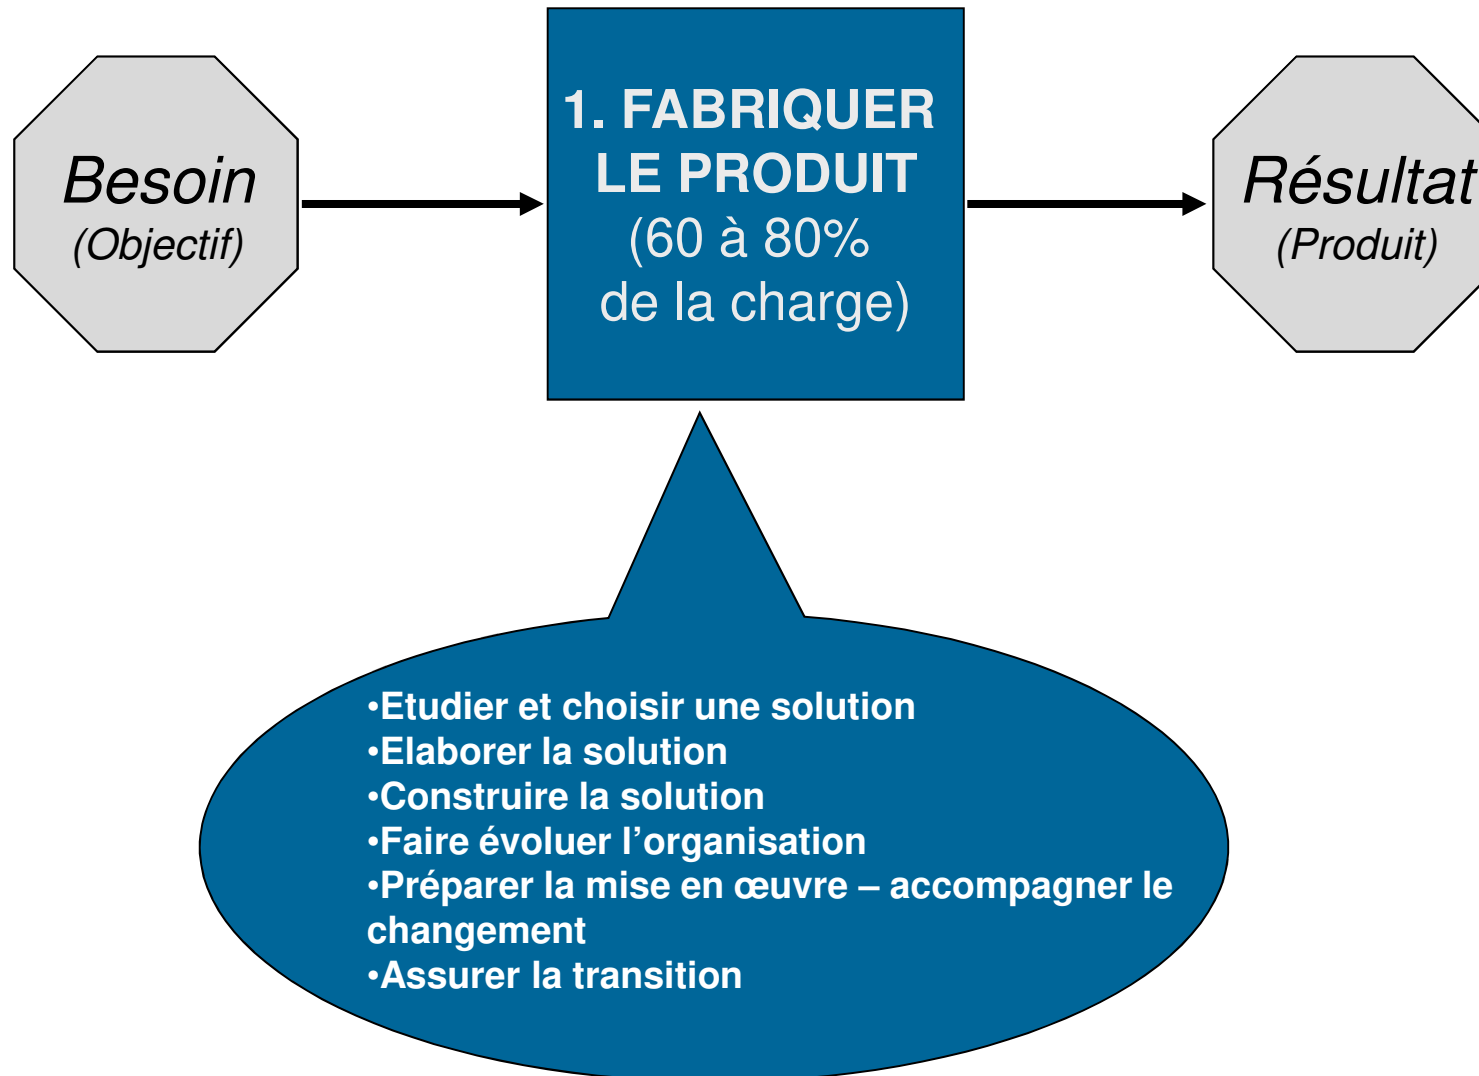 Besoin
(Objectif)
1. FABRIQUER
LE PRODUIT
(60 à 80%
de la charge)
Résultat
(Produit)
•Etudier et choisir une solution
•Elaborer la solution
•Construire la solution
•Faire évoluer l’organisation
•Préparer la mise en œuvre – accompagner le
changement
•Assurer la transition